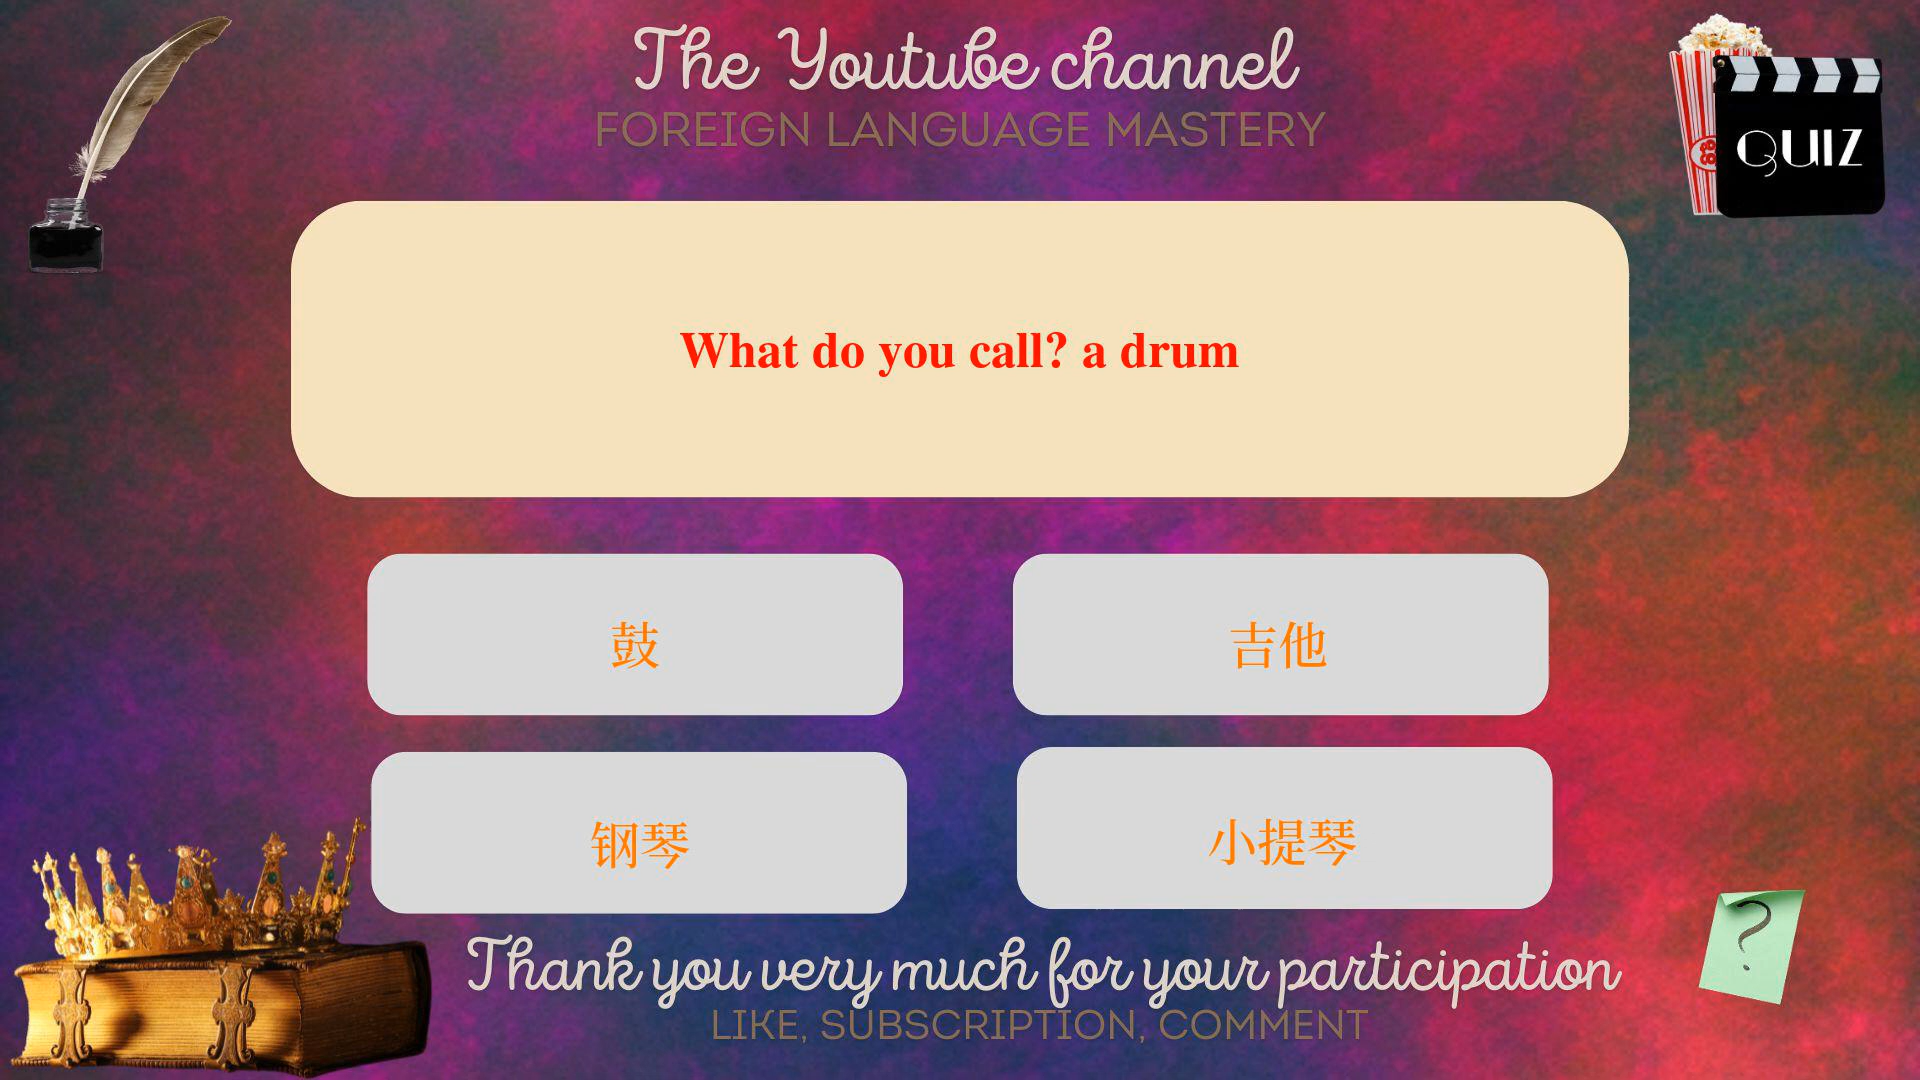 The Youtube channel
FOREIGN LANGUAGE MASTERY
QUIZ
88
What do you call? a drum
鼓
吉他
钢琴
小提琴
?
Thank you very much for your participation
LIKE, SUBSCRIPTION, COMMENT